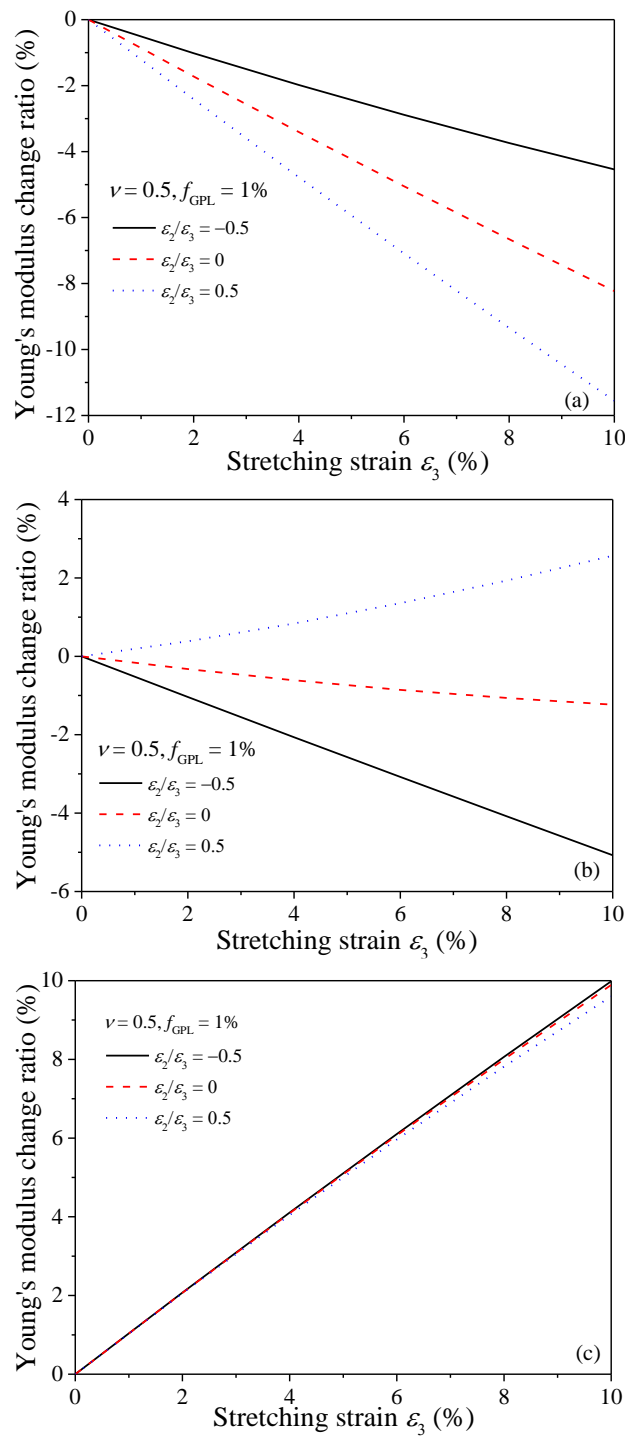 0
-2
-4
-6
-8
-10
-12
Young's modulus change ratio (%)
ν = 0.5, f_GPL = 1%
ε₂/ε₃ = −0.5
ε₂/ε₃ = 0
ε₂/ε₃ = 0.5
(a)
0 2 4 6 8 10
Stretching strain ε₃ (%)
4
2
0
-2
-4
-6
Young's modulus change ratio (%)
ν = 0.5, f_GPL = 1%
ε₂/ε₃ = −0.5
ε₂/ε₃ = 0
ε₂/ε₃ = 0.5
(b)
0 2 4 6 8 10
Stretching strain ε₃ (%)
10
8
6
4
2
0
Young's modulus change ratio (%)
ν = 0.5, f_GPL = 1%
ε₂/ε₃ = −0.5
ε₂/ε₃ = 0
ε₂/ε₃ = 0.5
(c)
0 2 4 6 8 10
Stretching strain ε₃ (%)